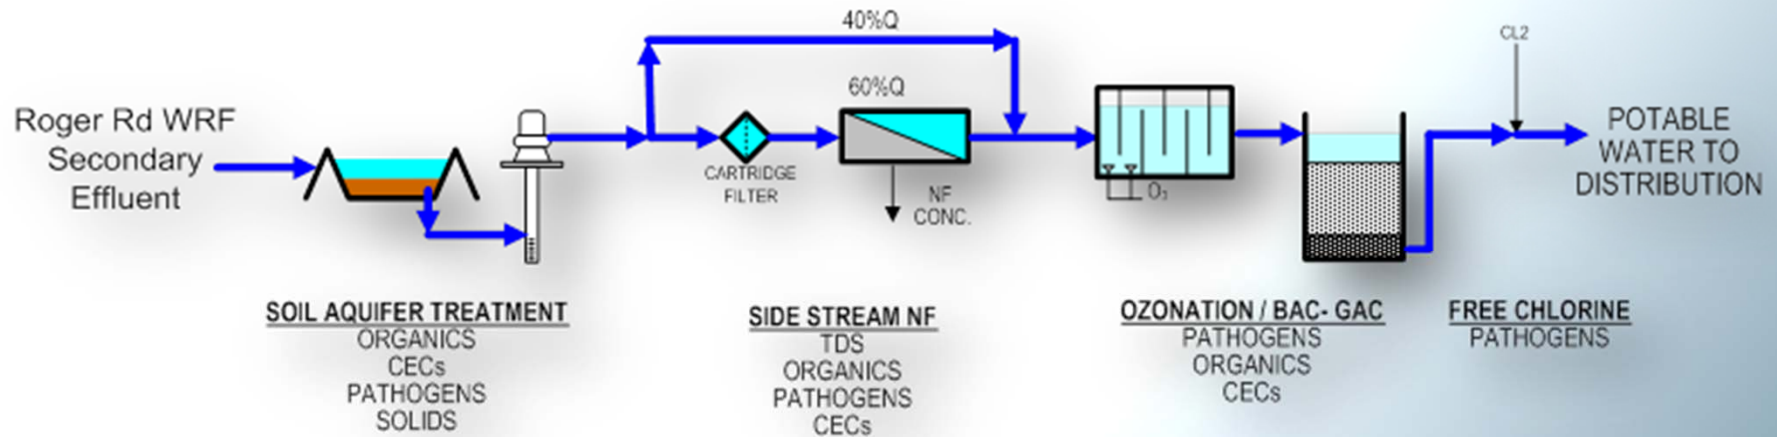 Roger Rd WRF
Secondary
Effluent
40%Q
60%Q
CARTRIDGE
FILTER
NF
CONC.
O₃
CL2
POTABLE
WATER TO
DISTRIBUTION
SOIL AQUIFER TREATMENT
ORGANICS
CECs
PATHOGENS
SOLIDS
SIDE STREAM NF
TDS
ORGANICS
PATHOGENS
CECs
OZONATION / BAC- GAC
PATHOGENS
ORGANICS
CECs
FREE CHLORINE
PATHOGENS